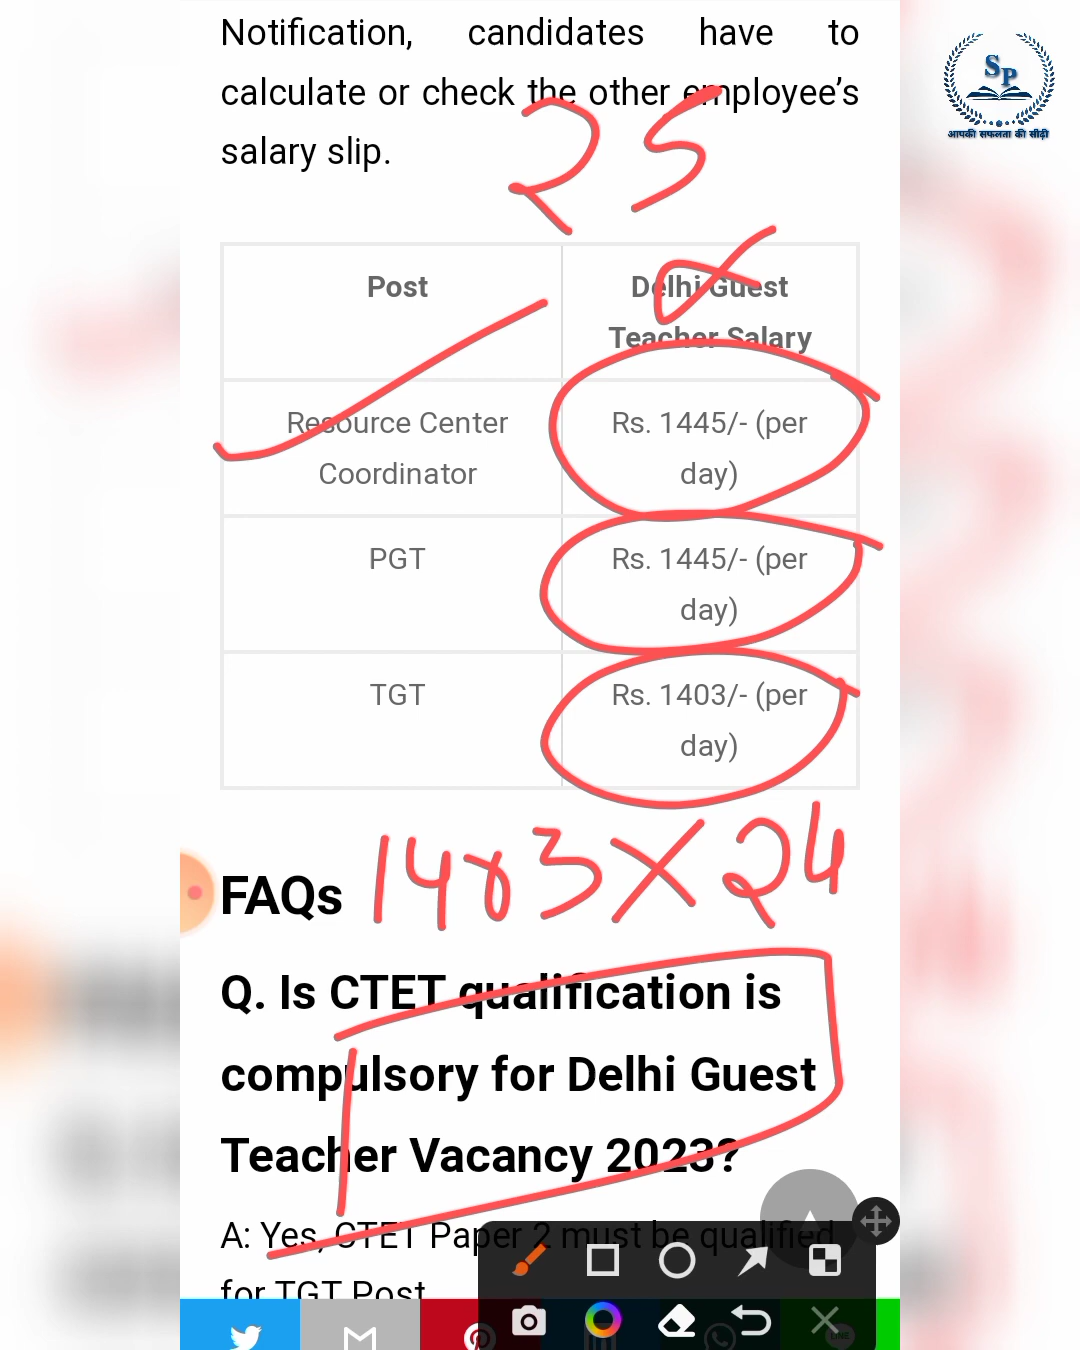 Notification, candidates have to
calculate or check the other employee's
salary slip.
25
Post
Delhi Guest
Teacher Salary
Resource Center
Coordinator
Rs. 1445/- (per
day)
PGT
Rs. 1445/- (per
day)
TGT
Rs. 1403/- (per
day)
1403 X 24
FAQs
Q. Is CTET qualification is
compulsory for Delhi Guest
Teacher Vacancy 2023?
A: Yes, CTET Paper 2 must be qualified
for TGT Post
SP
आपकी सफलता की सीढ़ी
LINE